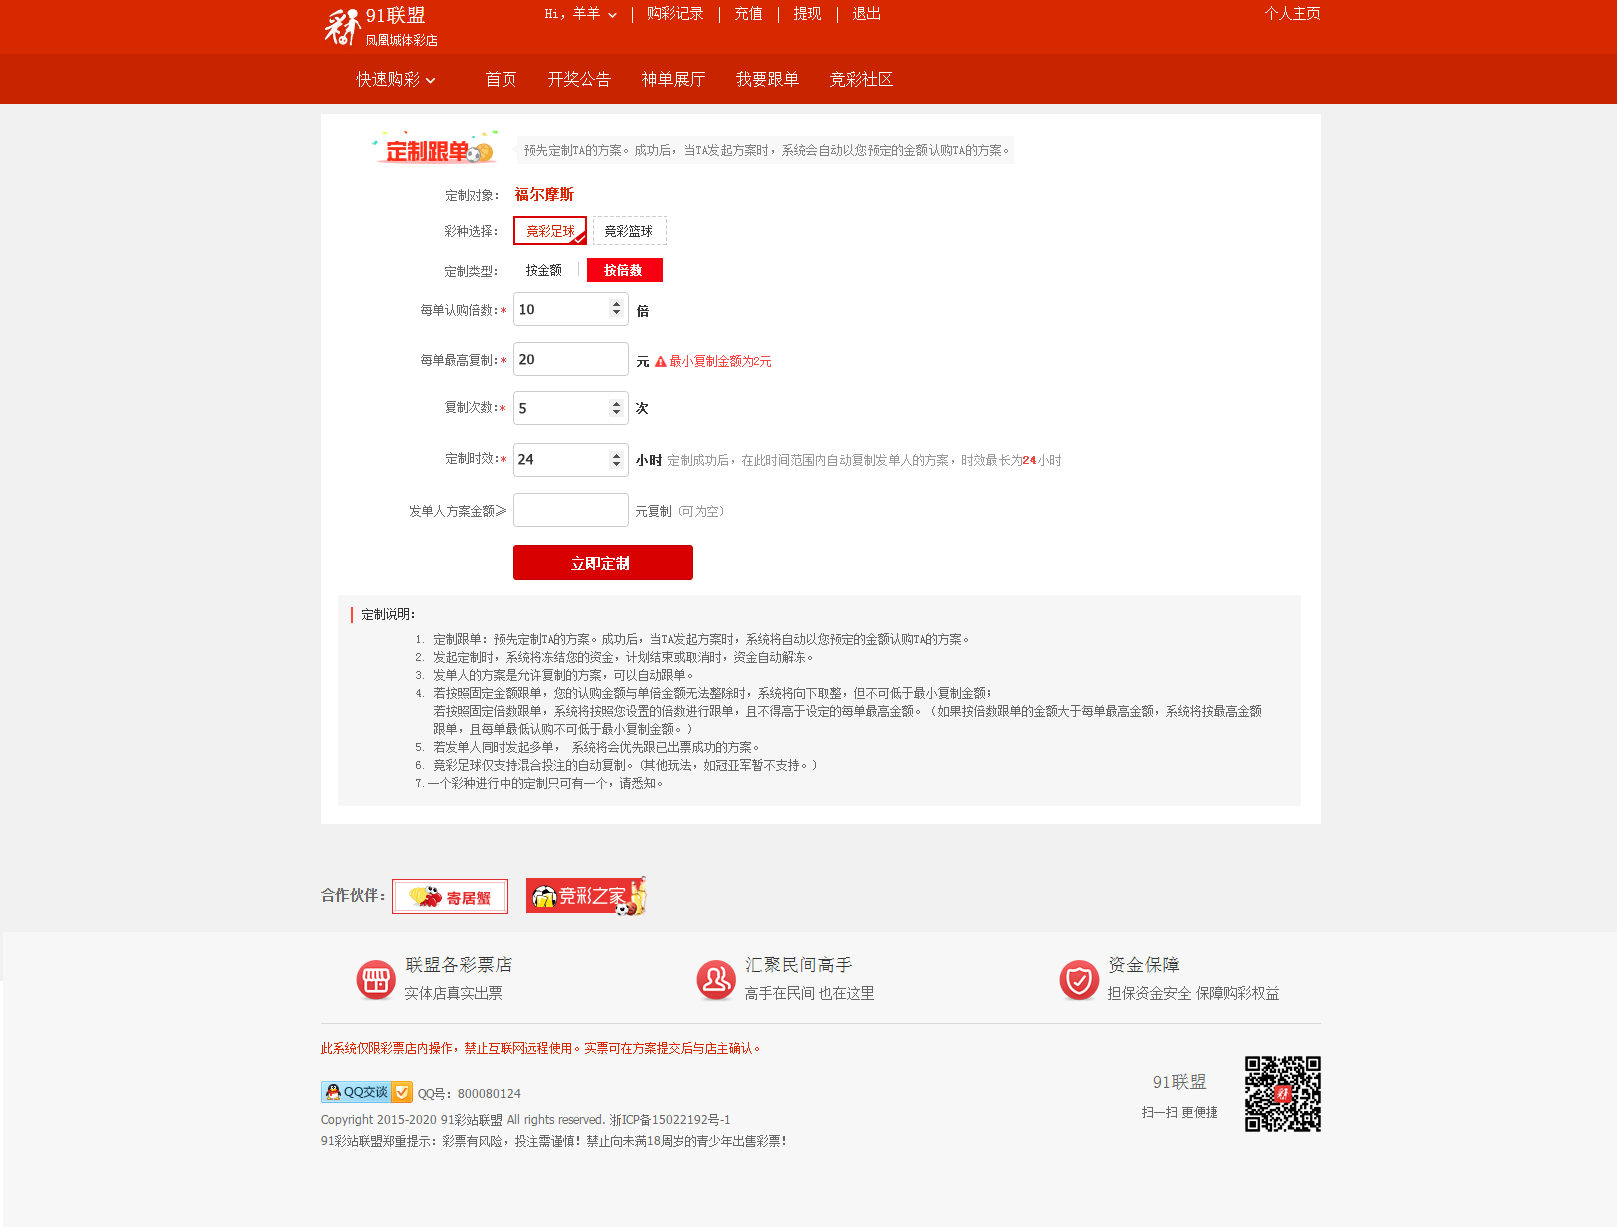 91联盟
凤凰城体彩店
Hi，羊羊 | 购彩记录 | 充值 | 提现 | 退出
个人主页
快速购彩 首页 开奖公告 神单展厅 我要跟单 竞彩社区
定制跟单
预先定制TA的方案。成功后，当TA发起方案时，系统会自动以您预定的金额认购TA的方案。
定制对象： 福尔摩斯
彩种选择： 竞彩足球 竞彩篮球
定制类型： 按金额 按倍数
每单认购倍数:* 10 倍
每单最高复制:* 20 元 最小复制金额为2元
复制次数:* 5 次
定制时效:* 24 小时 定制成功后，在此时间范围内自动复制发单人的方案，时效最长为24小时
发单人方案金额≥ 元复制（可为空）
立即定制
定制说明：
1. 定制跟单：预先定制TA的方案。成功后，当TA发起方案时，系统将自动以您预定的金额认购TA的方案。
2. 发起定制时，系统将冻结您的资金，计划结束或取消时，资金自动解冻。
3. 发单人的方案是允许复制的方案，可以自动跟单。
4. 若按照固定金额跟单，您的认购金额与单倍金额无法整除时，系统将向下取整，但不可低于最小复制金额；
若按照固定倍数跟单，系统将按照您设置的倍数进行跟单，且不得高于设定的每单最高金额。（如果按倍数跟单的金额大于每单最高金额，系统将按最高金额
跟单，且每单最低认购不可低于最小复制金额。）
5. 若发单人同时发起多单， 系统将会优先跟已出票成功的方案。
6. 竞彩足球仅支持混合投注的自动复制。（其他玩法，如冠亚军暂不支持。）
7.一个彩种进行中的定制只可有一个，请悉知。
合作伙伴： 寄居蟹 竞彩之家
联盟各彩票店
实体店真实出票
汇聚民间高手
高手在民间 也在这里
资金保障
担保资金安全 保障购彩权益
此系统仅限彩票店内操作，禁止互联网远程使用。实票可在方案提交后与店主确认。
QQ交谈 QQ号：800080124
Copyright 2015-2020 91彩站联盟 All rights reserved. 浙ICP备15022192号-1
91彩站联盟郑重提示：彩票有风险，投注需谨慎！禁止向未满18周岁的青少年出售彩票！
91联盟
扫一扫 更便捷